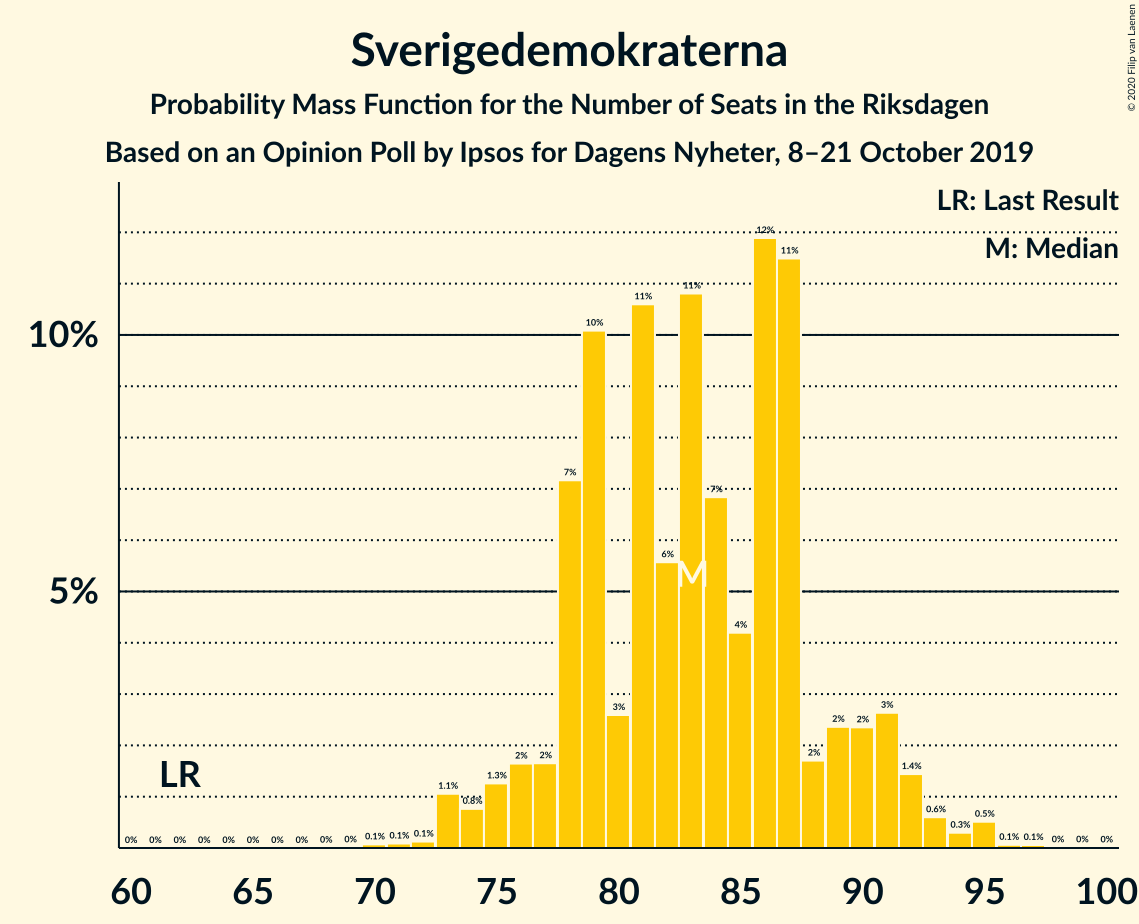 Sverigedemokraterna
Probability Mass Function for the Number of Seats in the Riksdagen
Based on an Opinion Poll by Ipsos for Dagens Nyheter, 8–21 October 2019
© 2020 Filip van Laenen
LR: Last Result
M: Median
10%
5%
LR
M
0% 0% 0% 0% 0% 0% 0% 0% 0% 0% 0.1% 0.1% 0.1% 1.1% 0.8% 1.3% 2% 2% 7% 10% 3% 11% 6% 11% 7% 4% 12% 11% 2% 2% 2% 3% 1.4% 0.6% 0.3% 0.5% 0.1% 0.1% 0% 0% 0%
60 65 70 75 80 85 90 95 100